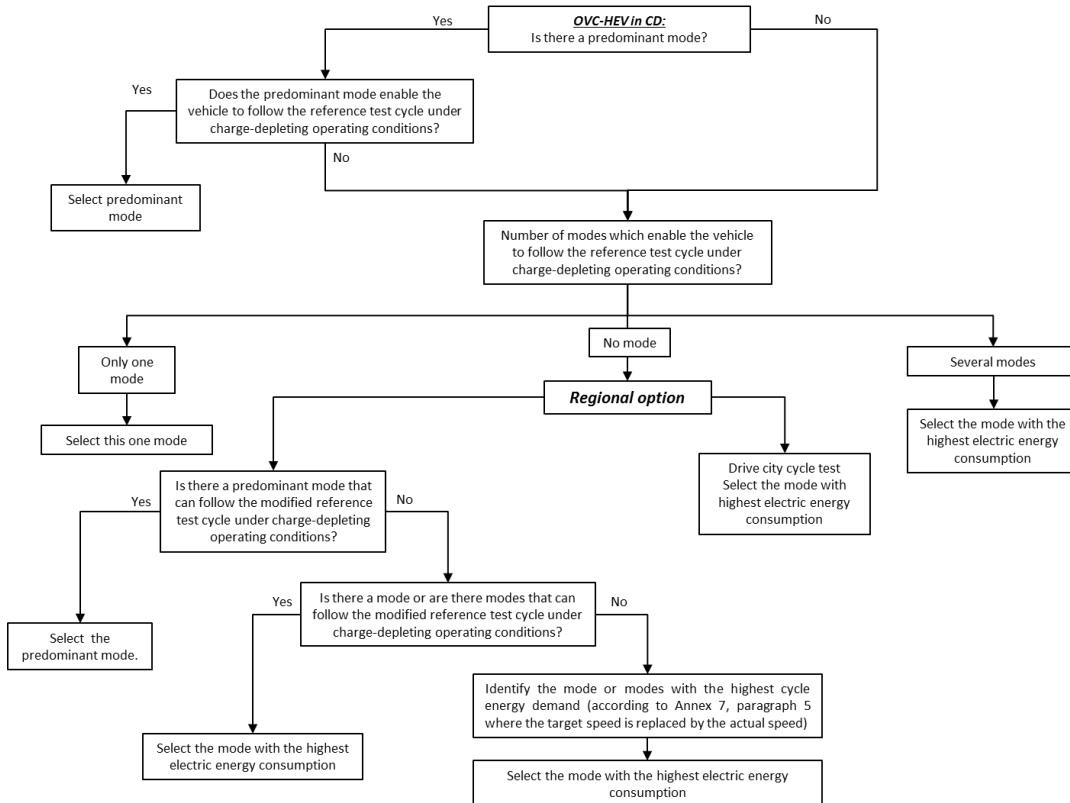 Yes
OVC-HEV in CD:
Is there a predominant mode?
No
Yes
Does the predominant mode enable the
vehicle to follow the reference test cycle under
charge-depleting operating conditions?
No
Select predominant
mode
Number of modes which enable the vehicle
to follow the reference test cycle under
charge-depleting operating conditions?
Only one
mode
No mode
Several modes
Select this one mode
Regional option
Select the mode with the
highest electric energy
consumption
Drive city cycle test
Select the mode with
highest electric energy
consumption
Yes
Is there a predominant mode that
can follow the modified reference
test cycle under charge-depleting
operating conditions?
No
Yes
Is there a mode or are there modes that can
follow the modified reference test cycle under
charge-depleting operating conditions?
No
Select the
predominant mode.
Identify the mode or modes with the highest cycle
energy demand (according to Annex 7, paragraph 5
where the target speed is replaced by the actual speed)
Select the mode with the highest
electric energy consumption
Select the mode with the highest electric energy
consumption